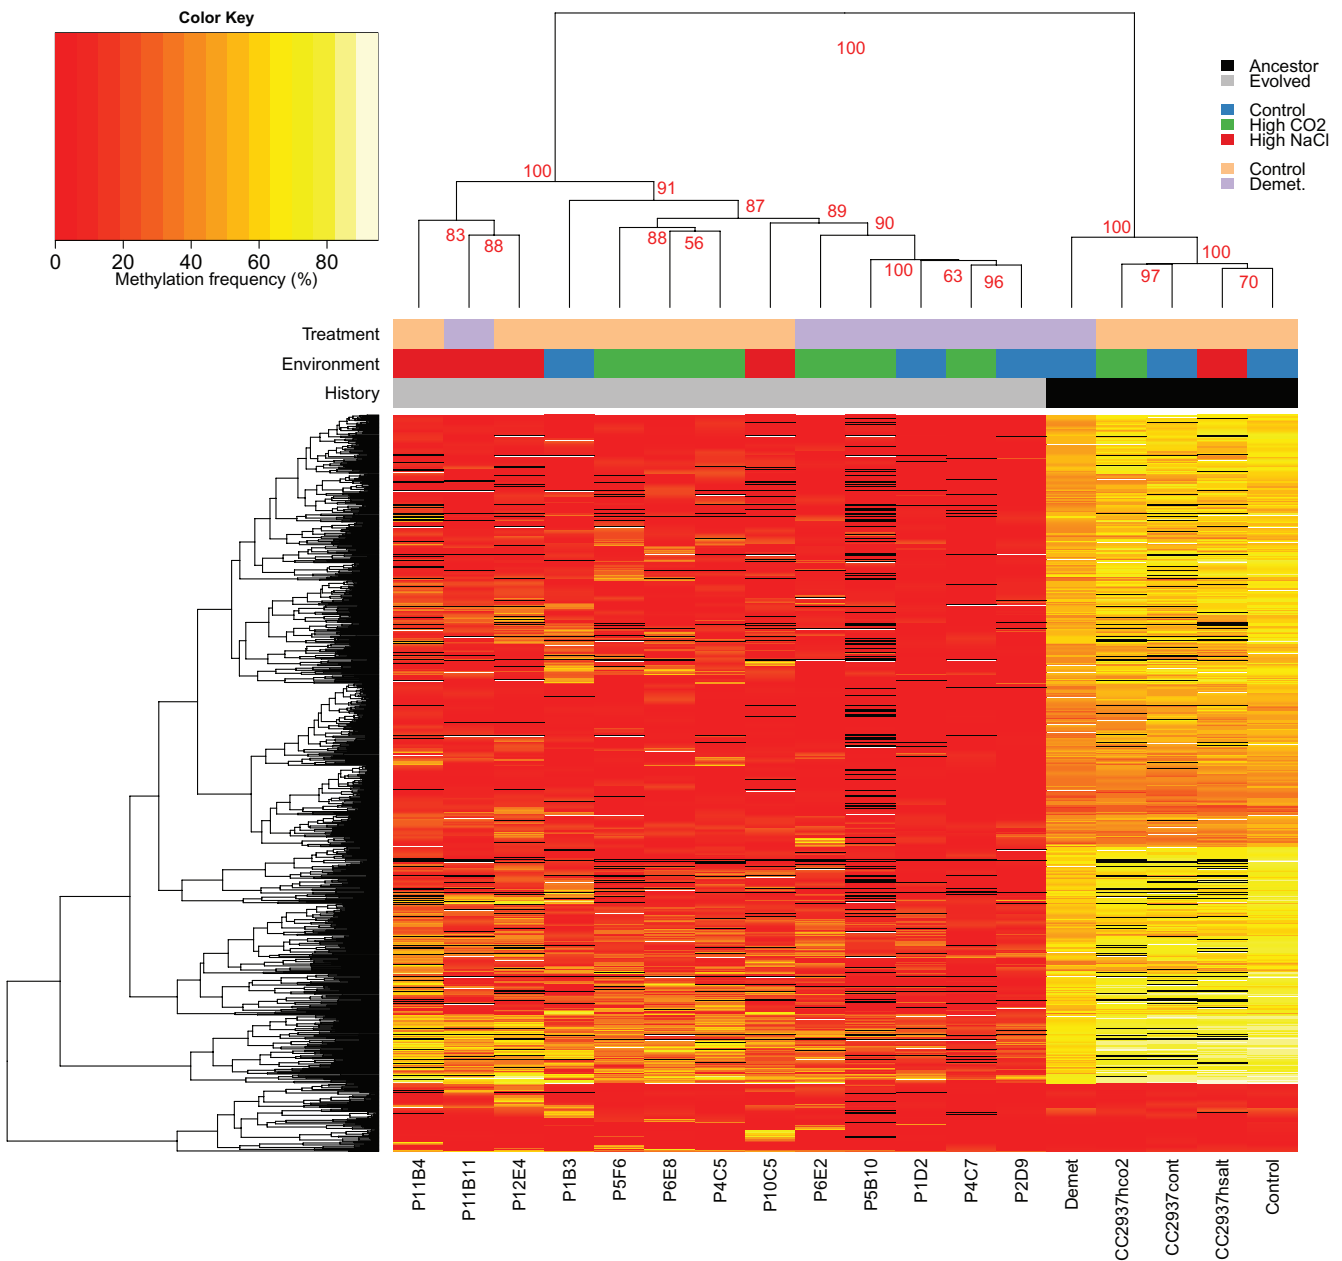 Color Key
0 20 40 60 80
Methylation frequency (%)
100
Ancestor
Evolved
Control
High CO2
High NaCl
Control
Demet.
100
91
87
89
90
83
88
88
56
100
63
96
100
100
97
70
Treatment
Environment
History
P11B4
P11B11
P12E4
P1B3
P5F6
P6E8
P4C5
P10C5
P6E2
P5B10
P1D2
P4C7
P2D9
Demet
CC2937hco2
CC2937cont
CC2937hsalt
Control